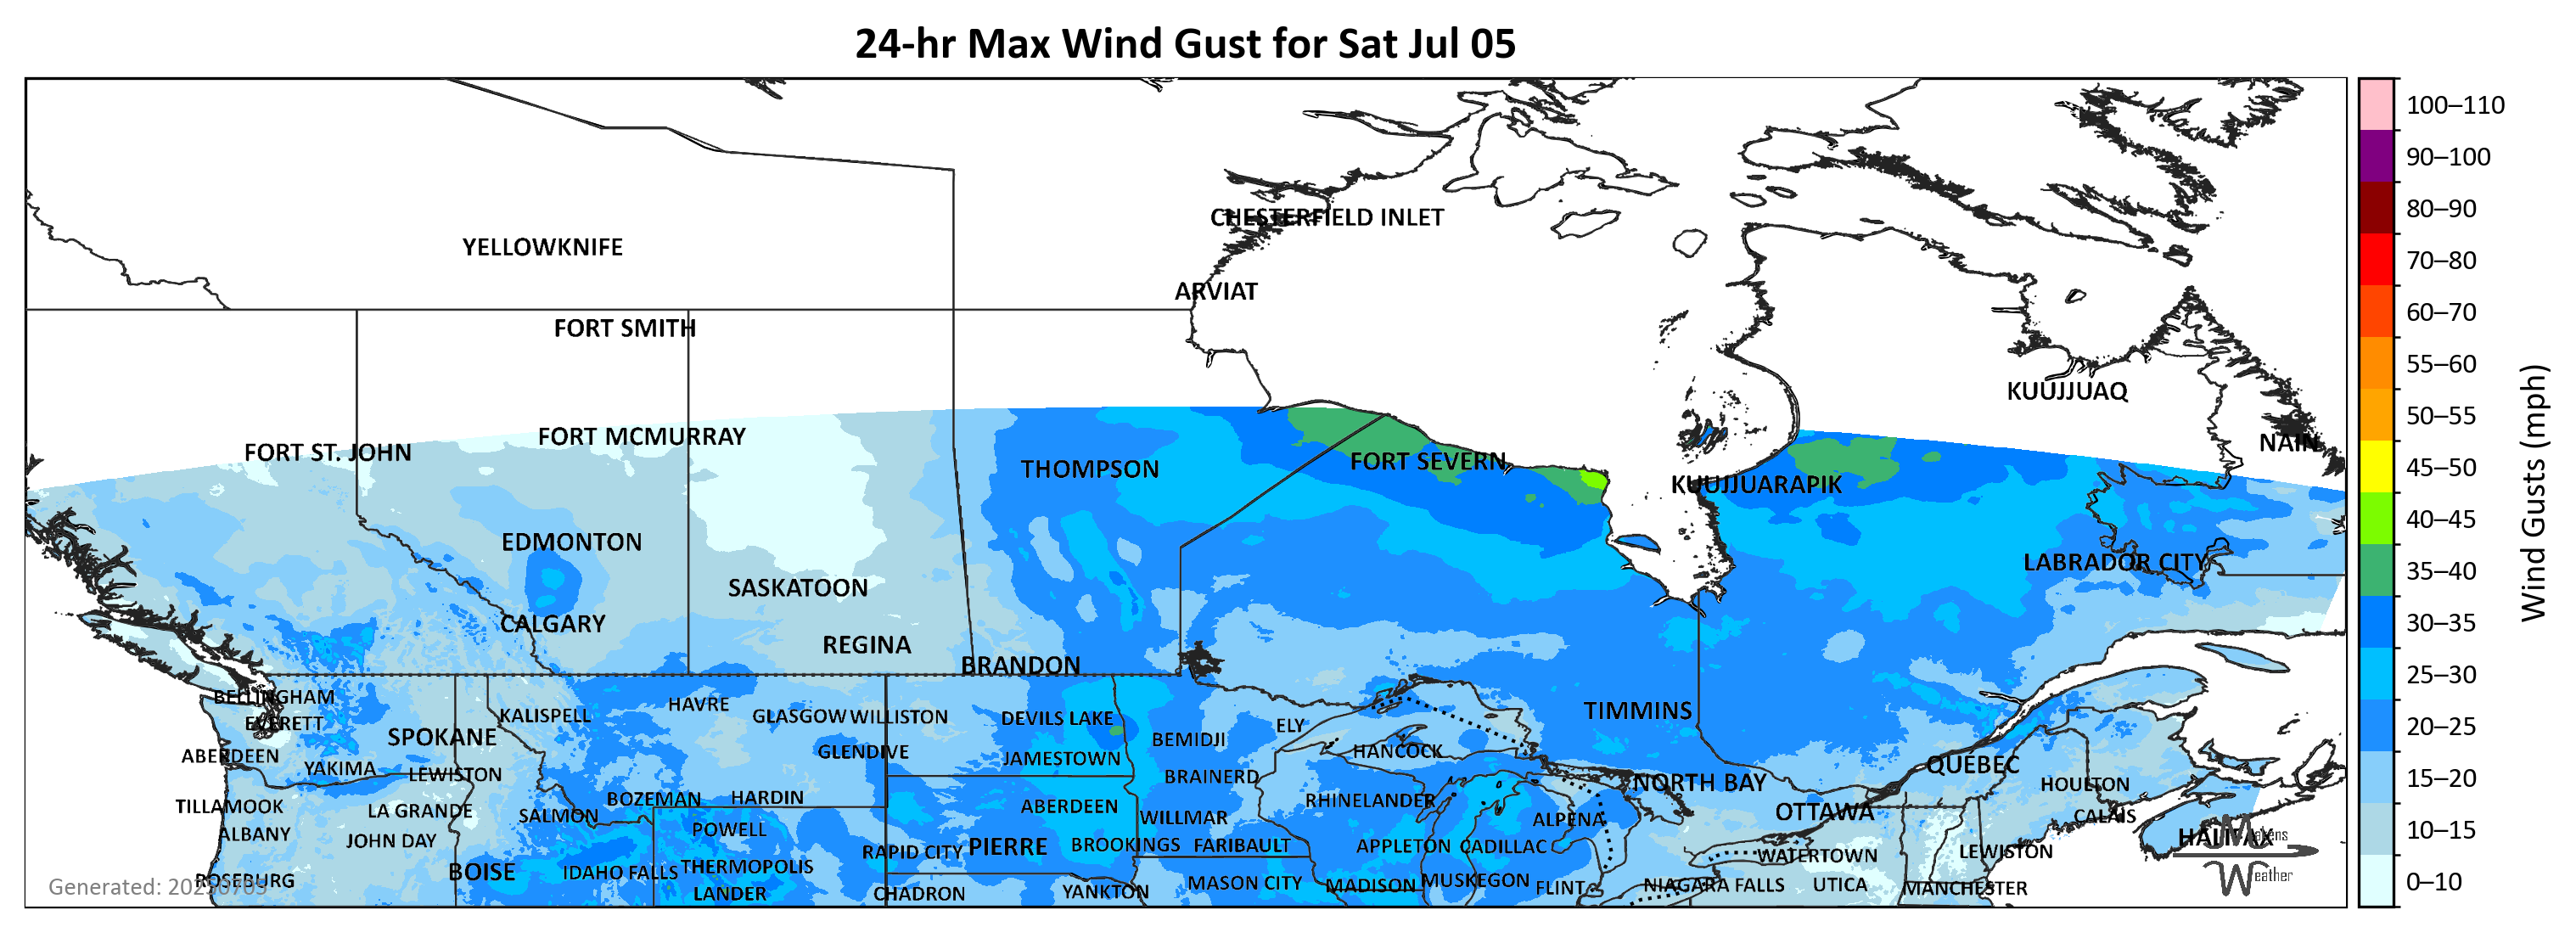 24-hr Max Wind Gust for Sat Jul 05
100–110
90–100
80–90
70–80
60–70
55–60
50–55
45–50
40–45
35–40
30–35
25–30
20–25
15–20
10–15
0–10
Wind Gusts (mph)
CHESTERFIELD INLET
YELLOWKNIFE
ARVIAT
FORT SMITH
KUUJJUAQ
FORT MCMURRAY
NAIN
FORT ST. JOHN
FORT SEVERN
THOMPSON
KUUJJUARAPIK
EDMONTON
LABRADOR CITY
SASKATOON
CALGARY
REGINA
BRANDON
BELLINGHAM
HAVRE
TIMMINS
KALISPELL
GLASGOW WILLISTON
DEVILS LAKE
EVERETT
ELY
SPOKANE
BEMIDJI
GLENDIVE
HANCOCK
ABERDEEN
JAMESTOWN
QUÉBEC
YAKIMA
LEWISTON
BRAINERD
NORTH BAY
HOULTON
BOZEMAN
HARDIN
RHINELANDER
TILLAMOOK
ABERDEEN
LA GRANDE
OTTAWA
SALMON
WILLMAR
CALAIS
ALPENA
POWELL
ALBANY
HALIFAX
Makens
JOHN DAY
BROOKINGS
FARIBAULT
APPLETON
CADILLAC
PIERRE
RAPID CITY
LEWISTON
WATERTOWN
THERMOPOLIS
BOISE
IDAHO FALLS
Weather
ROSEBURG
MUSKEGON
MASON CITY
MADISON
NIAGARA FALLS
UTICA
FLINT
MANCHESTER
LANDER
CHADRON
YANKTON
Generated: 20250705